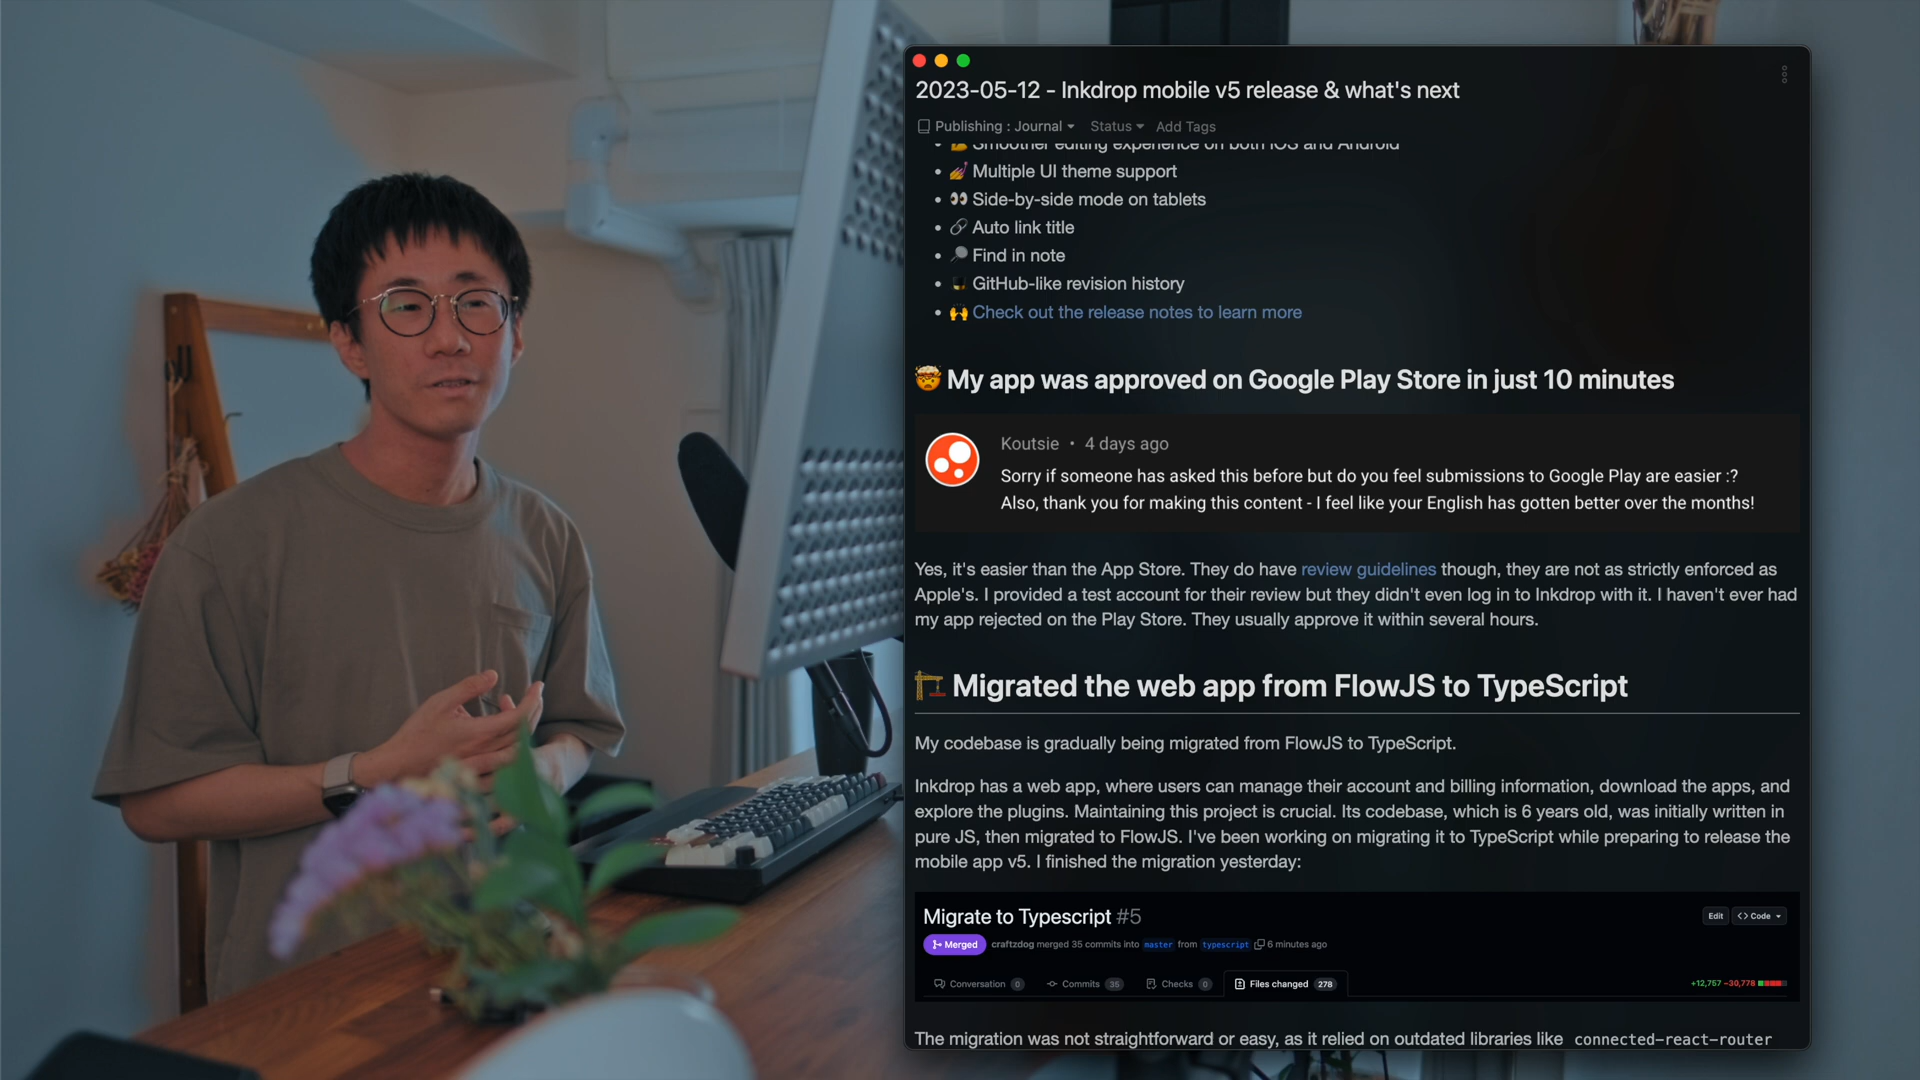 2023-05-12 - Inkdrop mobile v5 release & what's next
Publishing : Journal Status Add Tags
Smoother editing experience on both iOS and Android
Multiple UI theme support
Side-by-side mode on tablets
Auto link title
Find in note
GitHub-like revision history
Check out the release notes to learn more
My app was approved on Google Play Store in just 10 minutes
Koutsie • 4 days ago
Sorry if someone has asked this before but do you feel submissions to Google Play are easier :?
Also, thank you for making this content - I feel like your English has gotten better over the months!
Yes, it's easier than the App Store. They do have review guidelines though, they are not as strictly enforced as
Apple's. I provided a test account for their review but they didn't even log in to Inkdrop with it. I haven't ever had
my app rejected on the Play Store. They usually approve it within several hours.
Migrated the web app from FlowJS to TypeScript
My codebase is gradually being migrated from FlowJS to TypeScript.
Inkdrop has a web app, where users can manage their account and billing information, download the apps, and
explore the plugins. Maintaining this project is crucial. Its codebase, which is 6 years old, was initially written in
pure JS, then migrated to FlowJS. I've been working on migrating it to TypeScript while preparing to release the
mobile app v5. I finished the migration yesterday:
Migrate to Typescript #5
Edit <> Code
Merged craftzdog merged 35 commits into master from typescript 6 minutes ago
Conversation 0 Commits 35 Checks 0 Files changed 278 +12,757 −30,778
The migration was not straightforward or easy, as it relied on outdated libraries like connected-react-router